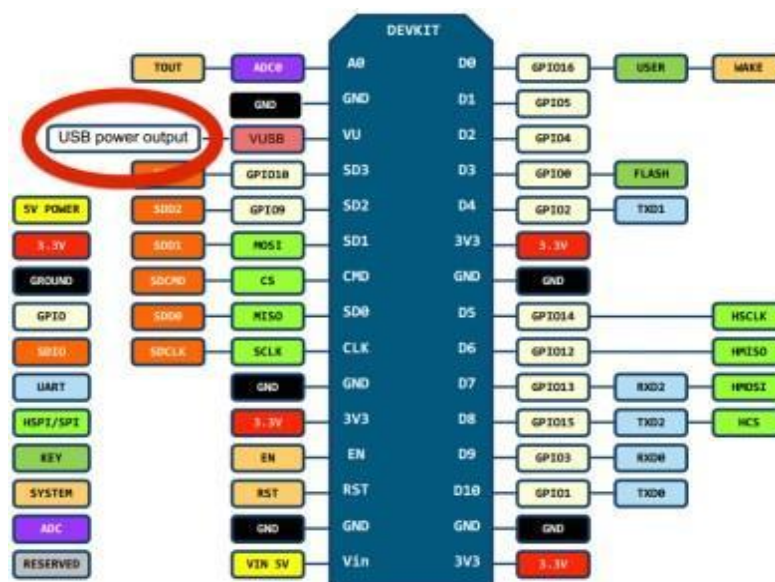 DEVKIT
TOUT ADC0 A0 D0 GPIO16 USER WAKE
GND GND D1 GPIO5
USB power output VUSB VU D2 GPIO4
GPIO10 SD3 D3 GPIO0 FLASH
5V POWER SDD2 GPIO9 SD2 D4 GPIO2 TXD1
3.3V SDD1 MOSI SD1 3V3 3.3V
GROUND SDCMD CS CMD GND GND
GPIO SDD0 MISO SD0 D5 GPIO14 HSCLK
SDIO SDCLK SCLK CLK D6 GPIO12 HMISO
UART GND GND D7 GPIO13 RXD2 HMOSI
HSPI/SPI 3.3V 3V3 D8 GPIO15 TXD2 HCS
KEY EN EN D9 GPIO3 RXD0
SYSTEM RST RST D10 GPIO1 TXD0
ADC GND GND GND GND
RESERVED VIN 5V Vin 3V3 3.3V